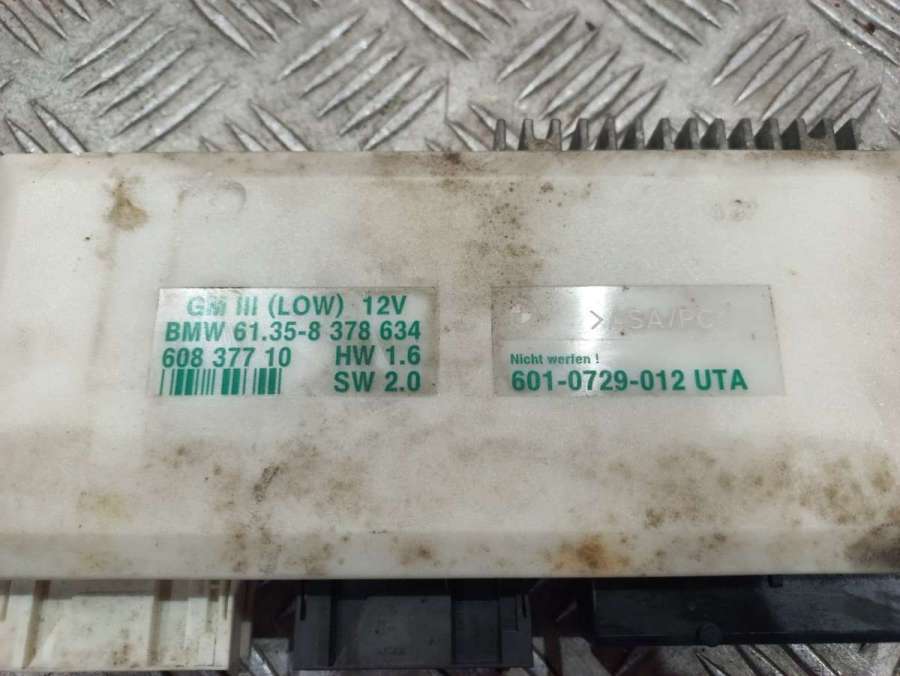 GM III (LOW) 12V
BMW 61.35-8 378 634
608 377 10 HW 1.6
SW 2.0
Nicht werfen !
601-0729-012 UTA